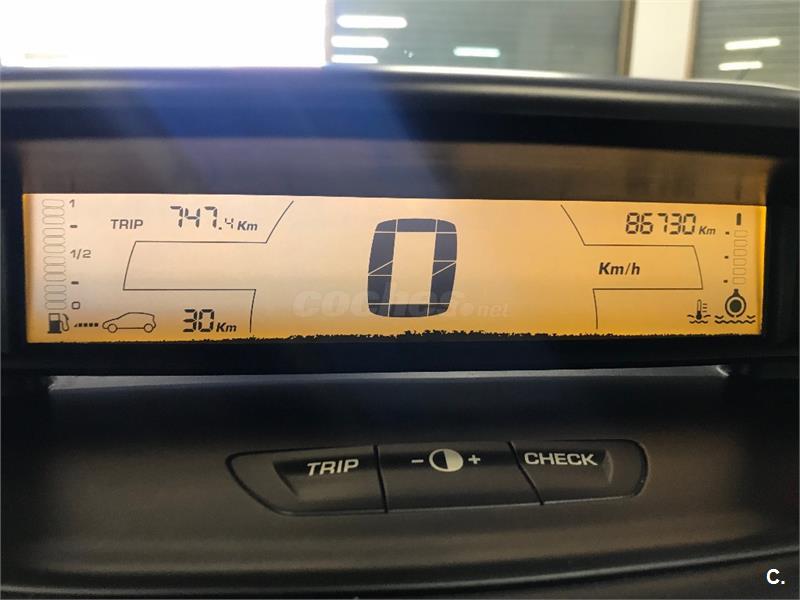 1
TRIP 747.4 Km
86730 Km
1/2
Km/h
0
0
30 Km
coches.net
TRIP - + CHECK
C.